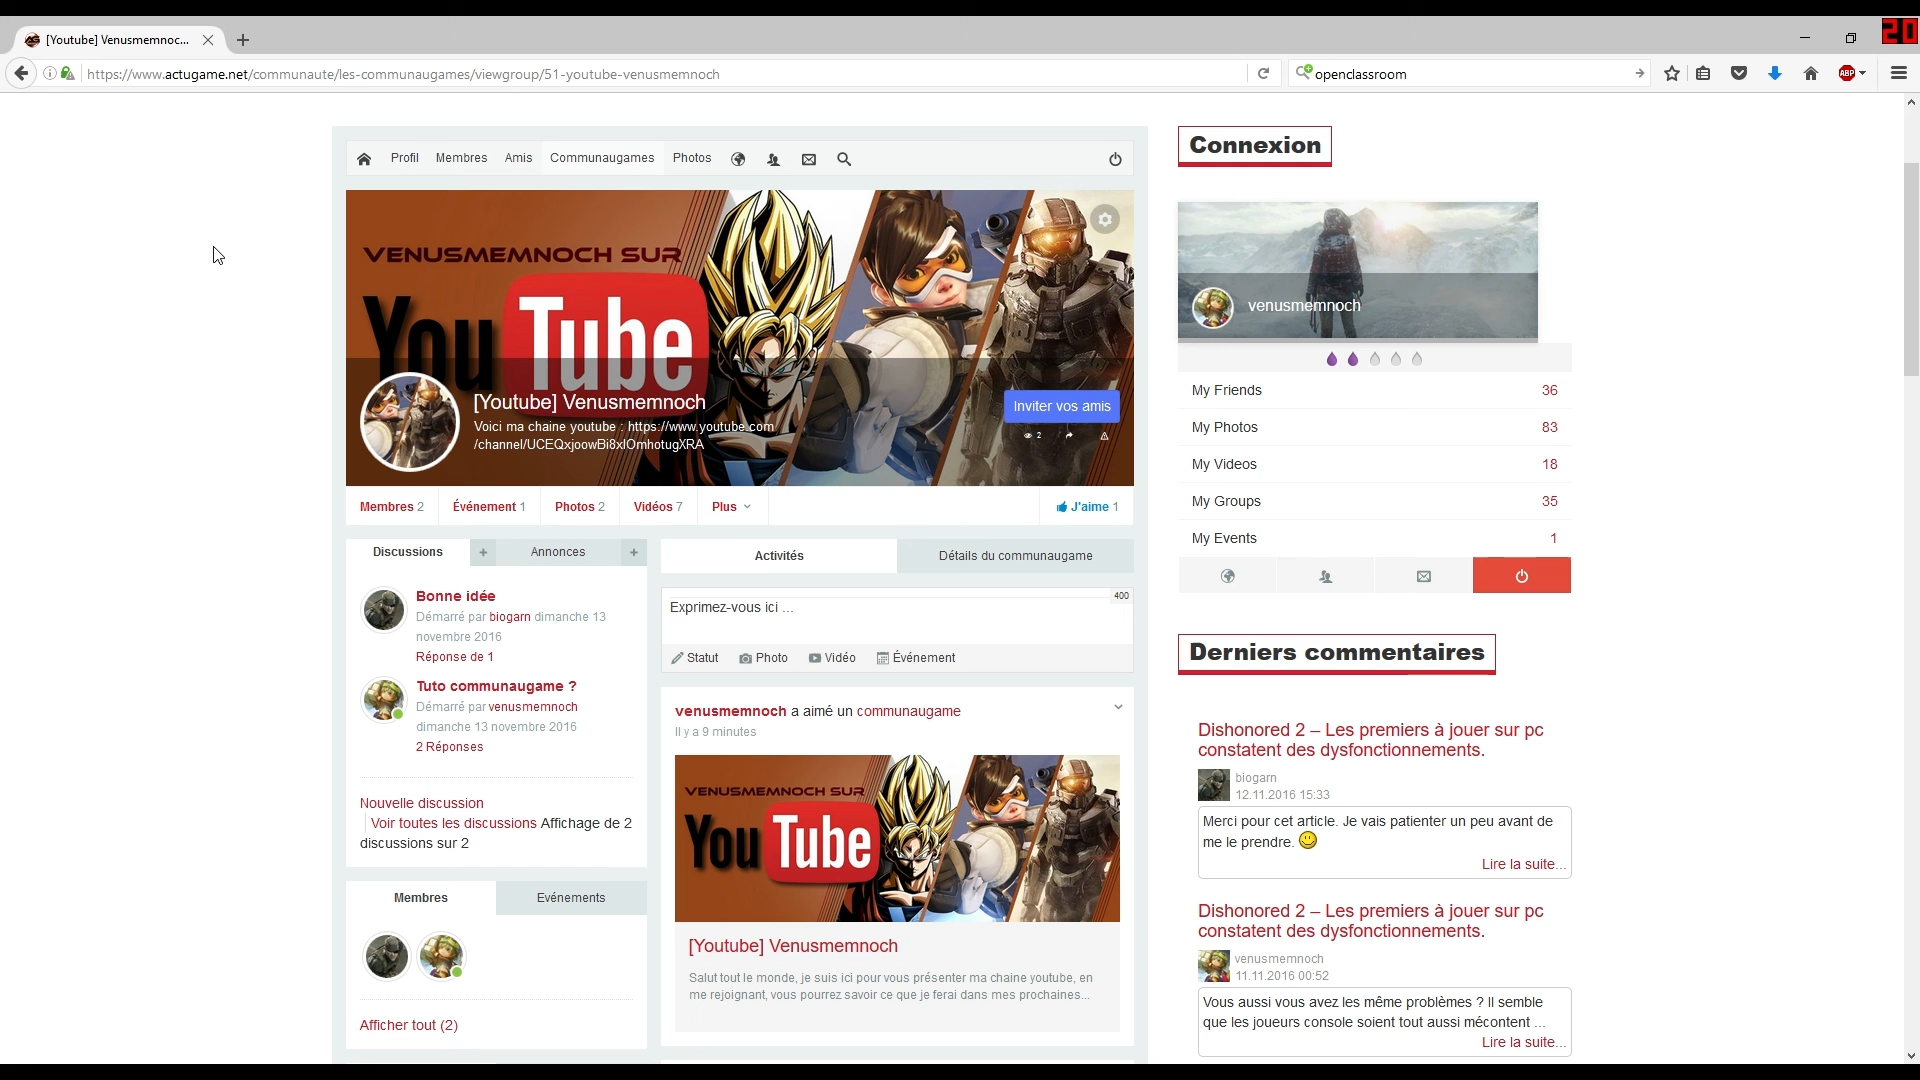 [Youtube] Venusmemnoc...
20
https://www.actugame.net/communaute/les-communaugames/viewgroup/51-youtube-venusmemnoch
openclassroom
ABP
Profil Membres Amis Communaugames Photos
VENUSMEMNOCH SUR
YouTube
[Youtube] Venusmemnoch
Voici ma chaine youtube : https://www.youtube.com
/channel/UCEQxjoowBi8xIOmhotugXRA
Inviter vos amis
2
Membres 2 Événement 1 Photos 2 Vidéos 7 Plus J'aime 1
Discussions + Annonces +
Bonne idée
Démarré par biogarn dimanche 13
novembre 2016
Réponse de 1
Tuto communaugame ?
Démarré par venusmemnoch
dimanche 13 novembre 2016
2 Réponses
Nouvelle discussion
Voir toutes les discussions Affichage de 2
discussions sur 2
Membres Evénements
Afficher tout (2)
Activités Détails du communaugame
400
Exprimez-vous ici ...
Statut Photo Vidéo Événement
venusmemnoch a aimé un communaugame
Il y a 9 minutes
VENUSMEMNOCH SUR
YouTube
[Youtube] Venusmemnoch
Salut tout le monde, je suis ici pour vous présenter ma chaine youtube, en
me rejoignant, vous pourrez savoir ce que je ferai dans mes prochaines...
Connexion
venusmemnoch
My Friends 36
My Photos 83
My Videos 18
My Groups 35
My Events 1
Derniers commentaires
Dishonored 2 – Les premiers à jouer sur pc
constatent des dysfonctionnements.
biogarn
12.11.2016 15:33
Merci pour cet article. Je vais patienter un peu avant de
me le prendre.
Lire la suite...
Dishonored 2 – Les premiers à jouer sur pc
constatent des dysfonctionnements.
venusmemnoch
11.11.2016 00:52
Vous aussi vous avez les même problèmes ? Il semble
que les joueurs console soient tout aussi mécontent ...
Lire la suite...